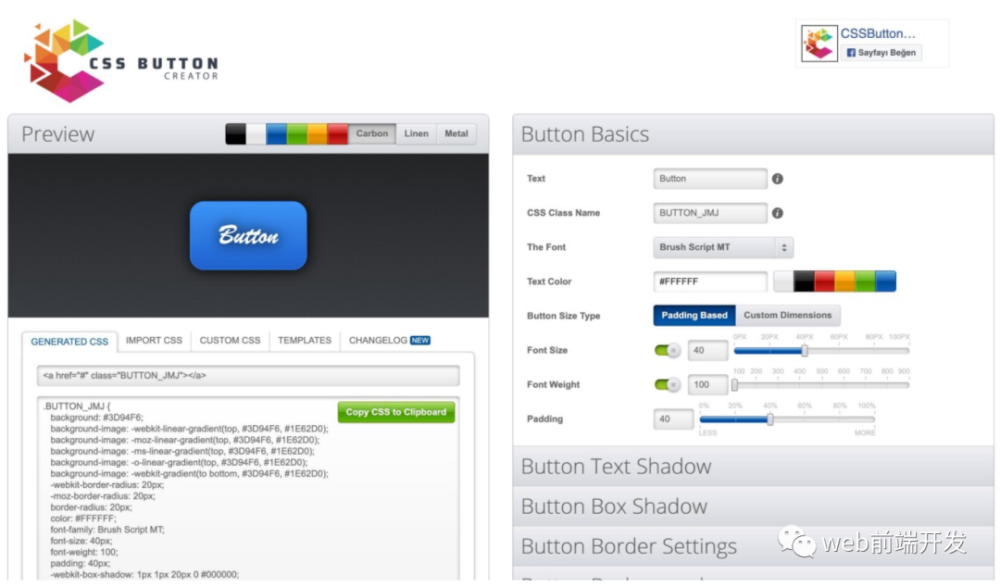 CSS BUTTON
CREATOR
CSSButton...
Sayfayı Beğen
Preview
Carbon Linen Metal
Button
GENERATED CSS IMPORT CSS CUSTOM CSS TEMPLATES CHANGELOG NEW
<a href="#" class="BUTTON_JMJ"></a>
Copy CSS to Clipboard
.BUTTON_JMJ {
background: #3D94F6;
background-image: -webkit-linear-gradient(top, #3D94F6, #1E62D0);
background-image: -moz-linear-gradient(top, #3D94F6, #1E62D0);
background-image: -ms-linear-gradient(top, #3D94F6, #1E62D0);
background-image: -o-linear-gradient(top, #3D94F6, #1E62D0);
background-image: -webkit-gradient(to bottom, #3D94F6, #1E62D0);
-webkit-border-radius: 20px;
-moz-border-radius: 20px;
border-radius: 20px;
color: #FFFFFF;
font-family: Brush Script MT;
font-size: 40px;
font-weight: 100;
padding: 40px;
-webkit-box-shadow: 1px 1px 20px 0 #000000;
Button Basics
Text Button
CSS Class Name BUTTON_JMJ
The Font Brush Script MT
Text Color #FFFFFF
Button Size Type Padding Based Custom Dimensions
0PX 20PX 40PX 60PX 80PX 100PX
Font Size 40
100 200 300 400 500 600 700 800 900
Font Weight 100
0% 20% 40% 60% 80% 100%
Padding 40
LESS MORE
Button Text Shadow
Button Box Shadow
Button Border Settings
web前端开发